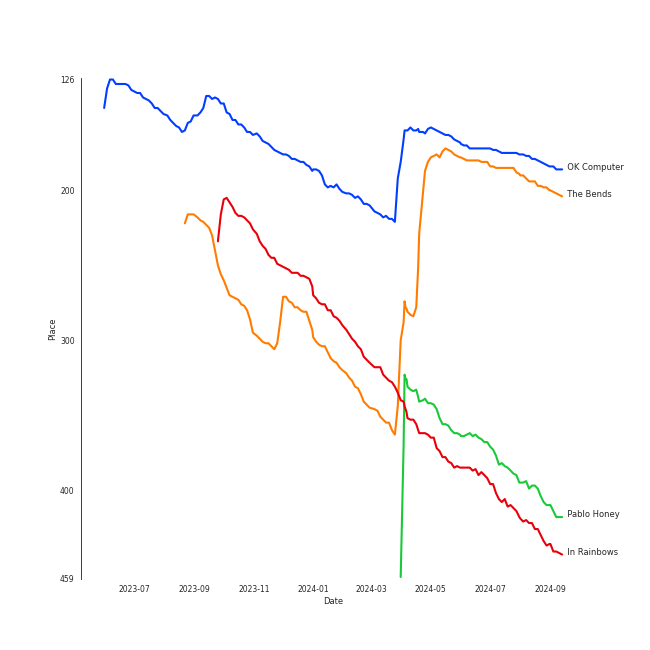 126
200
300
400
459
Place
2023-07
2023-09
2023-11
2024-01
2024-03
2024-05
2024-07
2024-09
Date
OK Computer
The Bends
Pablo Honey
In Rainbows